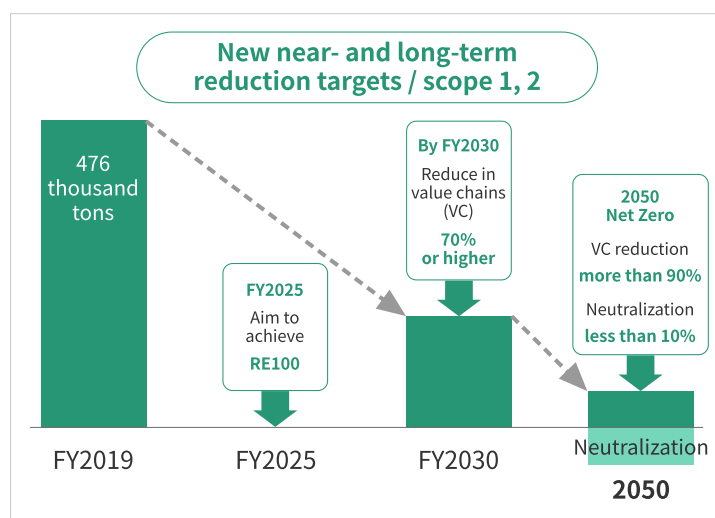 New near- and long-term
reduction targets / scope 1, 2
476
thousand
tons
FY2025
Aim to
achieve
RE100
By FY2030
Reduce in
value chains
(VC)
70%
or higher
2050
Net Zero
VC reduction
more than 90%
Neutralization
less than 10%
Neutralization
FY2019
FY2025
FY2030
2050